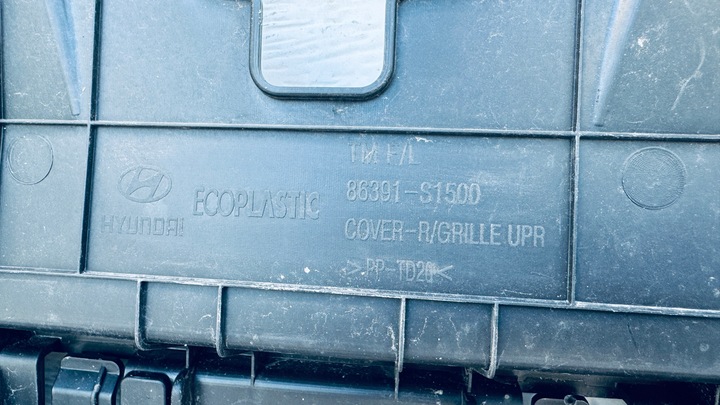 TM F/L
HYUNDAI
ECOPLASTIC
86391-S1500
COVER-R/GRILLE UPR
>PP-TD20<